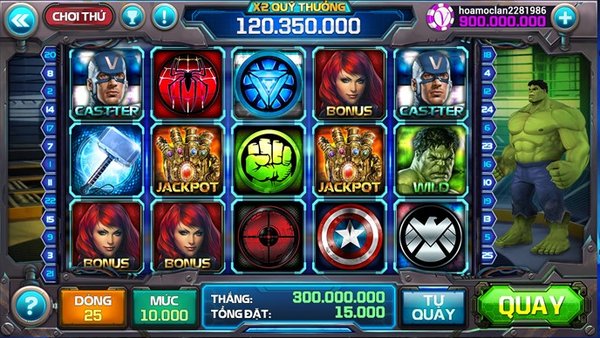 CHƠI THỬ
X2 QUỸ THƯỞNG
120.350.000
hoamoclan2281986
900.000.000
CASTTER
BONUS
CASTTER
JACKPOT
JACKPOT
WILD
BONUS
BONUS
?
DÒNG
25
MỨC
10.000
THẮNG: 300.000.000
TỔNG ĐẶT: 15.000
TỰ
QUAY
QUAY